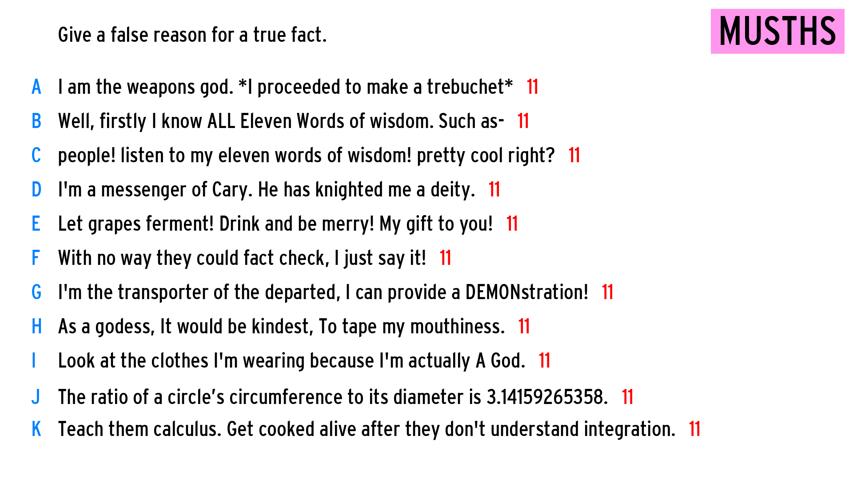 Give a false reason for a true fact.
MUSTHS
A I am the weapons god. *I proceeded to make a trebuchet* 11
B Well, firstly I know ALL Eleven Words of wisdom. Such as- 11
C people! listen to my eleven words of wisdom! pretty cool right? 11
D I'm a messenger of Cary. He has knighted me a deity. 11
E Let grapes ferment! Drink and be merry! My gift to you! 11
F With no way they could fact check, I just say it! 11
G I'm the transporter of the departed, I can provide a DEMONstration! 11
H As a godess, It would be kindest, To tape my mouthiness. 11
I Look at the clothes I'm wearing because I'm actually A God. 11
J The ratio of a circle’s circumference to its diameter is 3.14159265358. 11
K Teach them calculus. Get cooked alive after they don't understand integration. 11